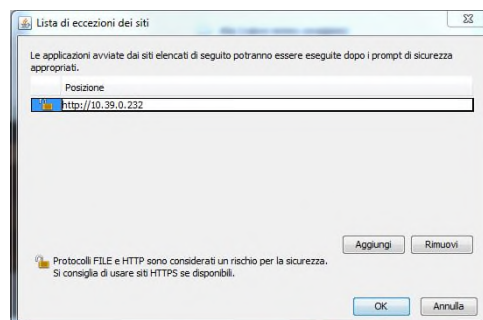 Lista di eccezioni dei siti
Le applicazioni avviate dai siti elencati di seguito potranno essere eseguite dopo i prompt di sicurezza
appropriati.
Posizione
http://10.39.0.232
Aggiungi Rimuovi
Protocolli FILE e HTTP sono considerati un rischio per la sicurezza.
Si consiglia di usare siti HTTPS se disponibili.
OK Annulla